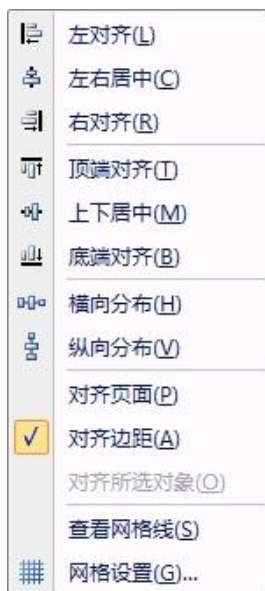 左对齐(L)
左右居中(C)
右对齐(R)
顶端对齐(T)
上下居中(M)
底端对齐(B)
横向分布(H)
纵向分布(V)
对齐页面(P)
对齐边距(A)
对齐所选对象(O)
查看网格线(S)
网格设置(G)...